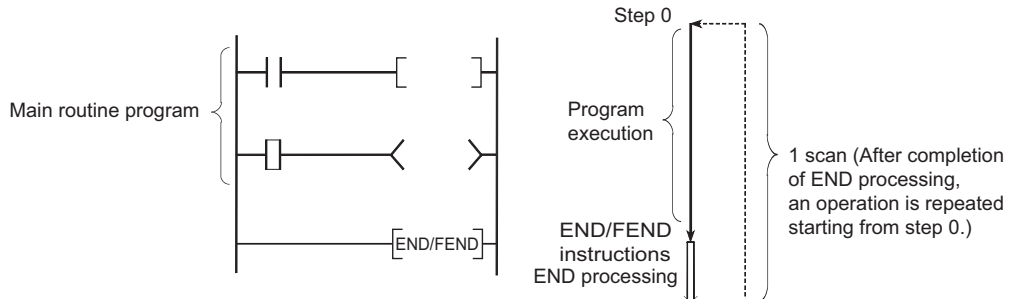 Step 0
Main routine program
Program
execution
1 scan (After completion
of END processing,
an operation is repeated
starting from step 0.)
END/FEND
END/FEND
instructions
END processing